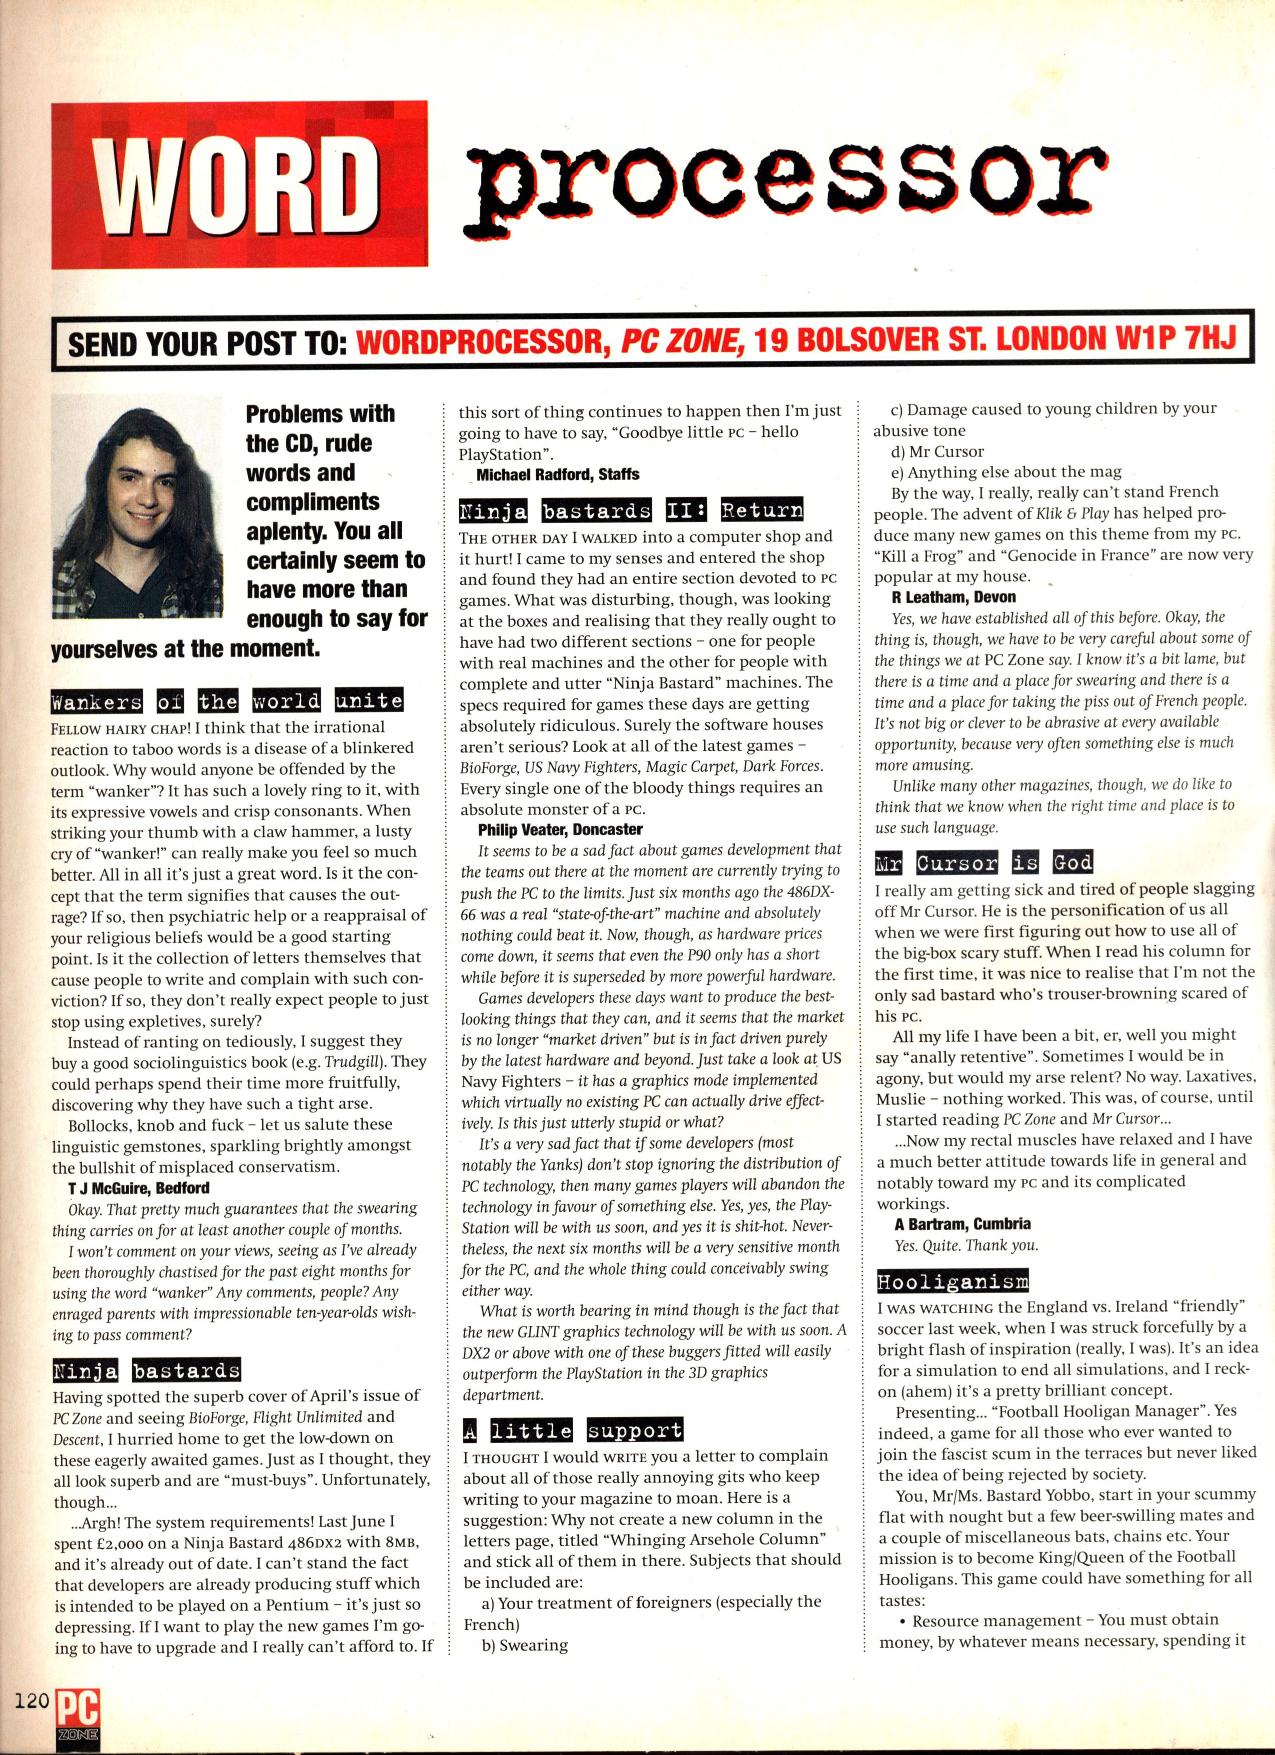 WORD processor
SEND YOUR POST TO: WORDPROCESSOR, PC ZONE, 19 BOLSOVER ST. LONDON W1P 7HJ
Problems with
the CD, rude
words and
compliments
aplenty. You all
certainly seem to
have more than
enough to say for
yourselves at the moment.
Wankers of the world unite
FELLOW HAIRY CHAP! I think that the irrational
reaction to taboo words is a disease of a blinkered
outlook. Why would anyone be offended by the
term “wanker”? It has such a lovely ring to it, with
its expressive vowels and crisp consonants. When
striking your thumb with a claw hammer, a lusty
cry of “wanker!” can really make you feel so much
better. All in all it’s just a great word. Is it the con-
cept that the term signifies that causes the out-
rage? If so, then psychiatric help or a reappraisal of
your religious beliefs would be a good starting
point. Is it the collection of letters themselves that
cause people to write and complain with such con-
viction? If so, they don’t really expect people to just
stop using expletives, surely?
Instead of ranting on tediously, I suggest they
buy a good sociolinguistics book (e.g. Trudgill). They
could perhaps spend their time more fruitfully,
discovering why they have such a tight arse.
Bollocks, knob and fuck – let us salute these
linguistic gemstones, sparkling brightly amongst
the bullshit of misplaced conservatism.
T J McGuire, Bedford
Okay. That pretty much guarantees that the swearing
thing carries on for at least another couple of months.
I won’t comment on your views, seeing as I’ve already
been thoroughly chastised for the past eight months for
using the word “wanker” Any comments, people? Any
enraged parents with impressionable ten-year-olds wish-
ing to pass comment?
Ninja bastards
Having spotted the superb cover of April’s issue of
PC Zone and seeing BioForge, Flight Unlimited and
Descent, I hurried home to get the low-down on
these eagerly awaited games. Just as I thought, they
all look superb and are “must-buys”. Unfortunately,
though...
...Argh! The system requirements! Last June I
spent £2,000 on a Ninja Bastard 486DX2 with 8MB,
and it’s already out of date. I can’t stand the fact
that developers are already producing stuff which
is intended to be played on a Pentium – it’s just so
depressing. If I want to play the new games I’m go-
ing to have to upgrade and I really can’t afford to. If
this sort of thing continues to happen then I’m just
going to have to say, “Goodbye little PC – hello
PlayStation”.
Michael Radford, Staffs
Ninja bastards II: Return
THE OTHER DAY I WALKED into a computer shop and
it hurt! I came to my senses and entered the shop
and found they had an entire section devoted to PC
games. What was disturbing, though, was looking
at the boxes and realising that they really ought to
have had two different sections – one for people
with real machines and the other for people with
complete and utter “Ninja Bastard” machines. The
specs required for games these days are getting
absolutely ridiculous. Surely the software houses
aren’t serious? Look at all of the latest games –
BioForge, US Navy Fighters, Magic Carpet, Dark Forces.
Every single one of the bloody things requires an
absolute monster of a PC.
Philip Veater, Doncaster
It seems to be a sad fact about games development that
the teams out there at the moment are currently trying to
push the PC to the limits. Just six months ago the 486DX-
66 was a real “state-of-the-art” machine and absolutely
nothing could beat it. Now, though, as hardware prices
come down, it seems that even the P90 only has a short
while before it is superseded by more powerful hardware.
Games developers these days want to produce the best-
looking things that they can, and it seems that the market
is no longer “market driven” but is in fact driven purely
by the latest hardware and beyond. Just take a look at US
Navy Fighters – it has a graphics mode implemented
which virtually no existing PC can actually drive effect-
ively. Is this just utterly stupid or what?
It’s a very sad fact that if some developers (most
notably the Yanks) don’t stop ignoring the distribution of
PC technology, then many games players will abandon the
technology in favour of something else. Yes, yes, the Play-
Station will be with us soon, and yes it is shit-hot. Never-
theless, the next six months will be a very sensitive month
for the PC, and the whole thing could conceivably swing
either way.
What is worth bearing in mind though is the fact that
the new GLINT graphics technology will be with us soon. A
DX2 or above with one of these buggers fitted will easily
outperform the PlayStation in the 3D graphics
department.
A little support
I THOUGHT I would WRITE you a letter to complain
about all of those really annoying gits who keep
writing to your magazine to moan. Here is a
suggestion: Why not create a new column in the
letters page, titled “Whinging Arsehole Column”
and stick all of them in there. Subjects that should
be included are:
a) Your treatment of foreigners (especially the
French)
b) Swearing
c) Damage caused to young children by your
abusive tone
d) Mr Cursor
e) Anything else about the mag
By the way, I really, really can’t stand French
people. The advent of Klik & Play has helped pro-
duce many new games on this theme from my PC.
“Kill a Frog” and “Genocide in France” are now very
popular at my house.
R Leatham, Devon
Yes, we have established all of this before. Okay, the
thing is, though, we have to be very careful about some of
the things we at PC Zone say. I know it’s a bit lame, but
there is a time and a place for swearing and there is a
time and a place for taking the piss out of French people.
It’s not big or clever to be abrasive at every available
opportunity, because very often something else is much
more amusing.
Unlike many other magazines, though, we do like to
think that we know when the right time and place is to
use such language.
Mr Cursor is God
I really am getting sick and tired of people slagging
off Mr Cursor. He is the personification of us all
when we were first figuring out how to use all of
the big-box scary stuff. When I read his column for
the first time, it was nice to realise that I’m not the
only sad bastard who’s trouser-browning scared of
his PC.
All my life I have been a bit, er, well you might
say “anally retentive”. Sometimes I would be in
agony, but would my arse relent? No way. Laxatives,
Muslie – nothing worked. This was, of course, until
I started reading PC Zone and Mr Cursor...
...Now my rectal muscles have relaxed and I have
a much better attitude towards life in general and
notably toward my PC and its complicated
workings.
A Bartram, Cumbria
Yes. Quite. Thank you.
Hooliganism
I WAS WATCHING the England vs. Ireland “friendly”
soccer last week, when I was struck forcefully by a
bright flash of inspiration (really, I was). It’s an idea
for a simulation to end all simulations, and I reck-
on (ahem) it’s a pretty brilliant concept.
Presenting... “Football Hooligan Manager”. Yes
indeed, a game for all those who ever wanted to
join the fascist scum in the terraces but never liked
the idea of being rejected by society.
You, Mr/Ms. Bastard Yobbo, start in your scummy
flat with nought but a few beer-swilling mates and
a couple of miscellaneous bats, chains etc. Your
mission is to become King/Queen of the Football
Hooligans. This game could have something for all
tastes:
• Resource management – You must obtain
money, by whatever means necessary, spending it
120 PC
ZONE